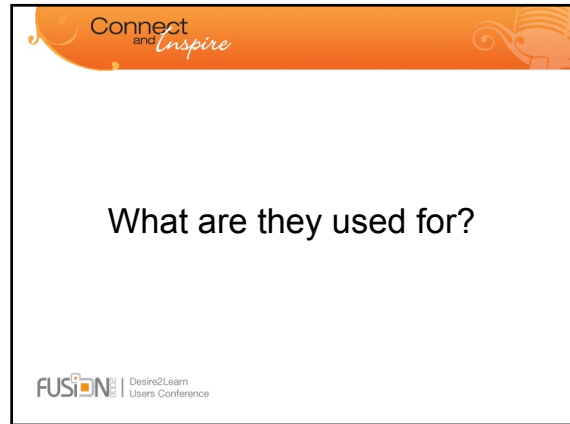 Connect
and Inspire
What are they used for?
FUSION
Desire2Learn
Users Conference